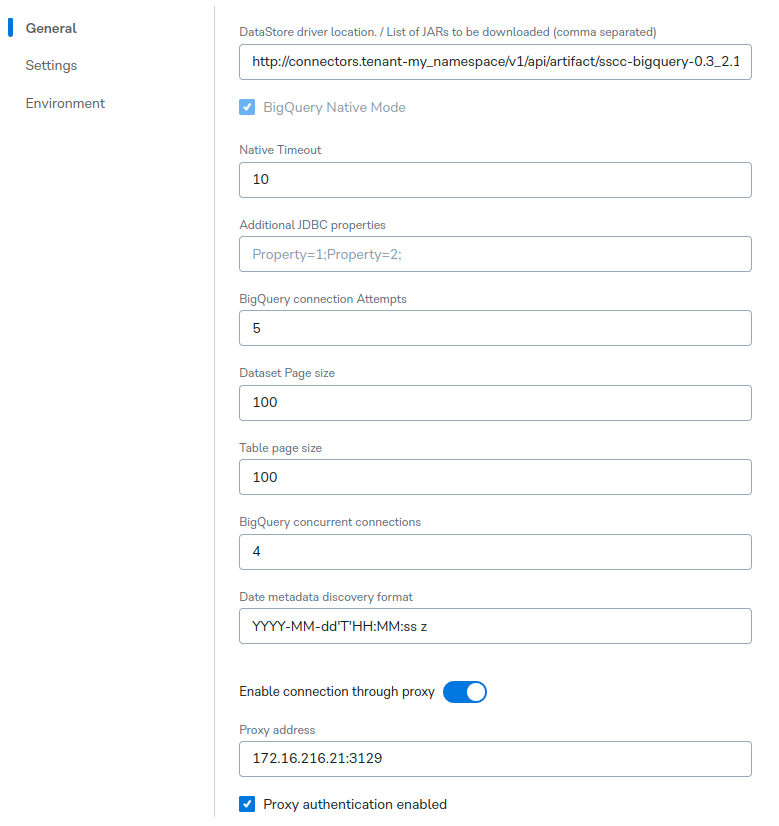 General
Settings
Environment
DataStore driver location. / List of JARs to be downloaded (comma separated)
http://connectors.tenant-my_namespace/v1/api/artifact/sscc-bigquery-0.3_2.1
BigQuery Native Mode
Native Timeout
10
Additional JDBC properties
Property=1;Property=2;
BigQuery connection Attempts
5
Dataset Page size
100
Table page size
100
BigQuery concurrent connections
4
Date metadata discovery format
YYYY-MM-dd'T'HH:MM:ss z
Enable connection through proxy
Proxy address
172.16.216.21:3129
Proxy authentication enabled